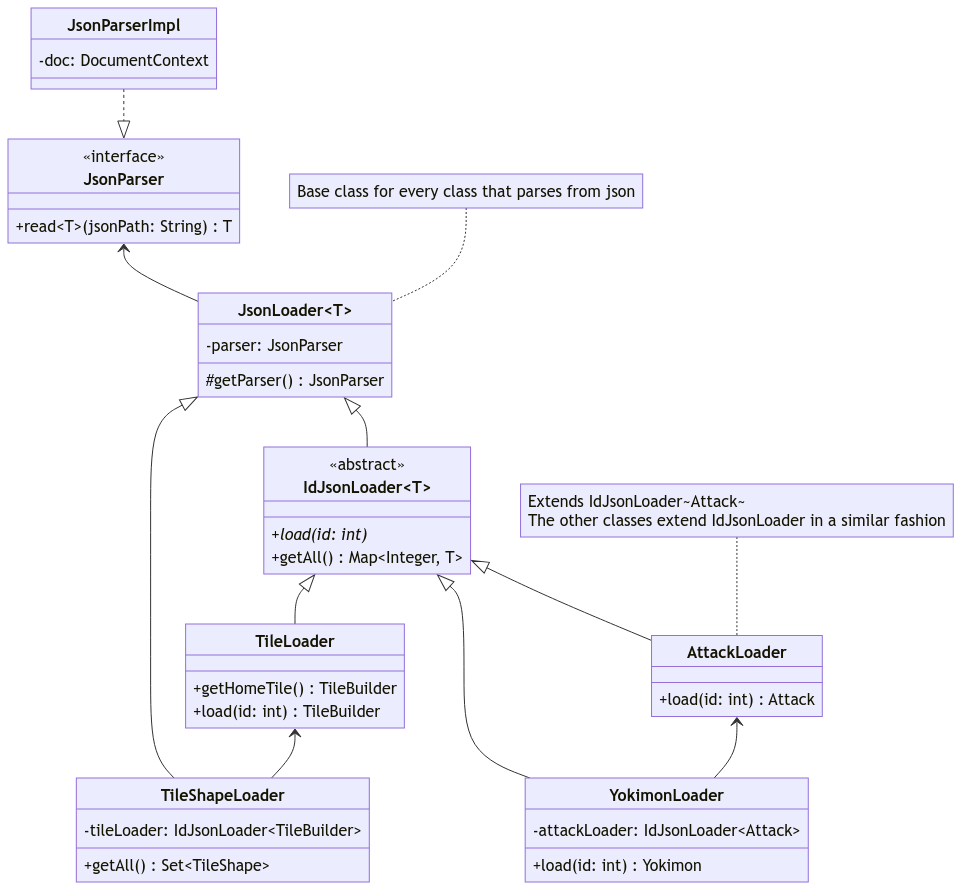 JsonParserImpl
-doc: DocumentContext
«interface»
JsonParser
+read<T>(jsonPath: String) : T
Base class for every class that parses from json
JsonLoader<T>
-parser: JsonParser
#getParser() : JsonParser
«abstract»
IdJsonLoader<T>
+load(id: int)
+getAll() : Map<Integer, T>
Extends IdJsonLoader~Attack~
The other classes extend IdJsonLoader in a similar fashion
TileLoader
+getHomeTile() : TileBuilder
+load(id: int) : TileBuilder
AttackLoader
+load(id: int) : Attack
TileShapeLoader
-tileLoader: IdJsonLoader<TileBuilder>
+getAll() : Set<TileShape>
YokimonLoader
-attackLoader: IdJsonLoader<Attack>
+load(id: int) : Yokimon